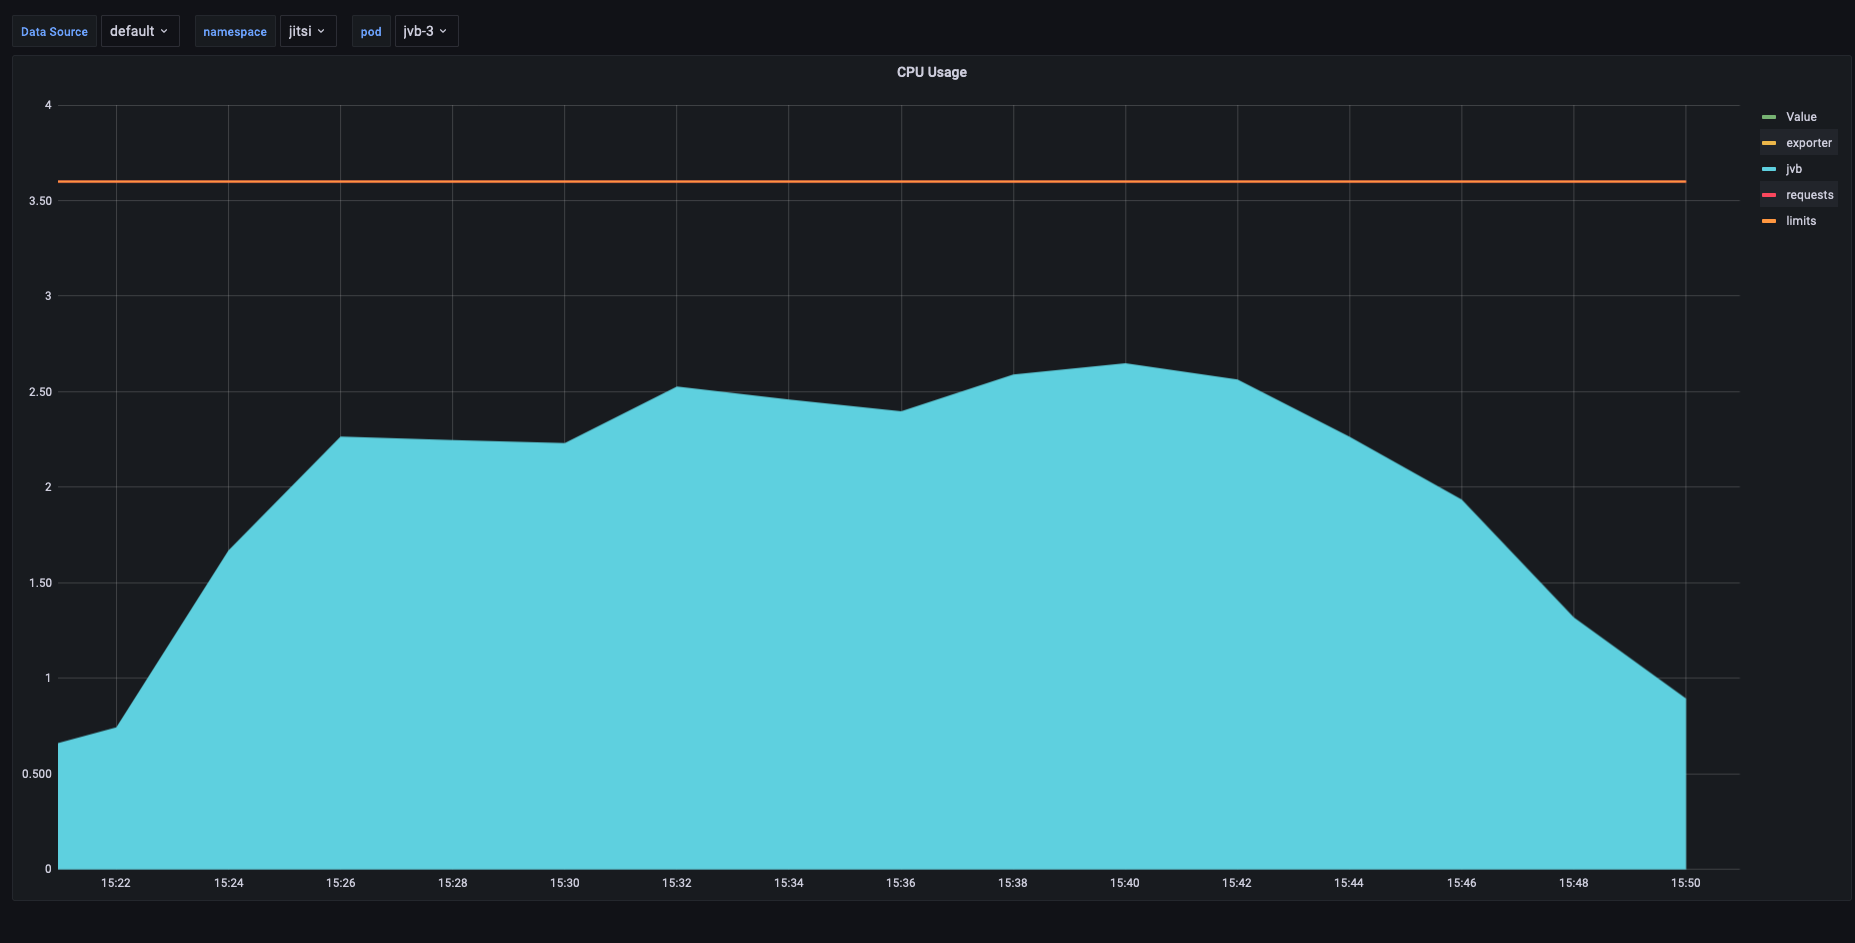 Data Source default namespace jitsi pod jvb-3
CPU Usage
4
3.50
3
2.50
2
1.50
1
0.500
0
15:22 15:24 15:26 15:28 15:30 15:32 15:34 15:36 15:38 15:40 15:42 15:44 15:46 15:48 15:50
Value
exporter
jvb
requests
limits